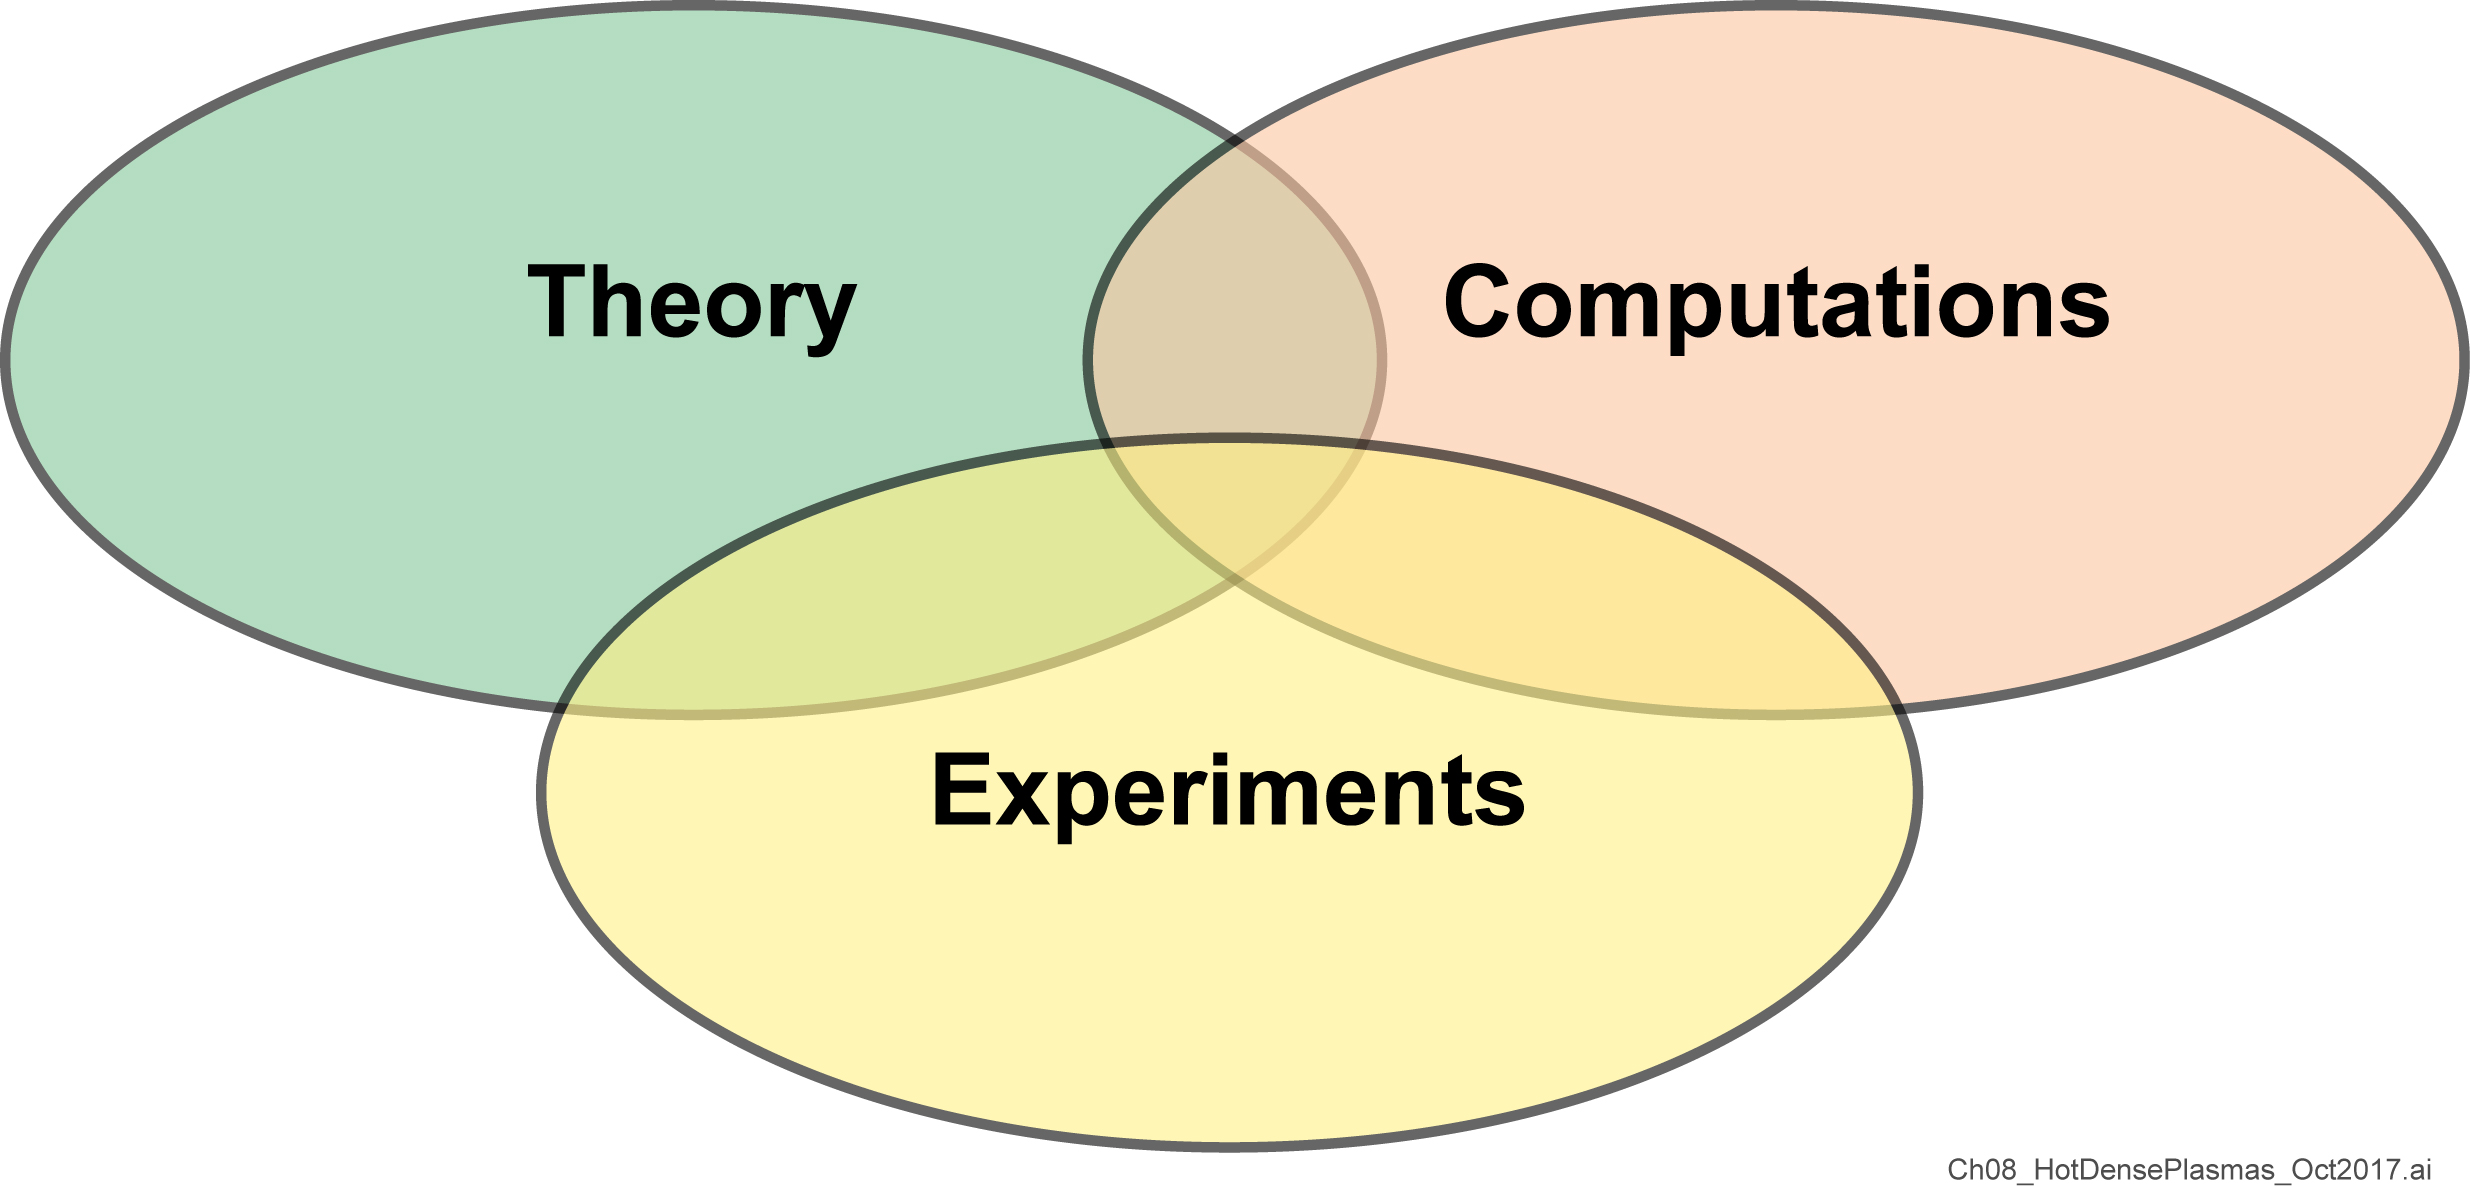 Theory
Computations
Experiments
Ch08_HotDensePlasmas_Oct2017.ai